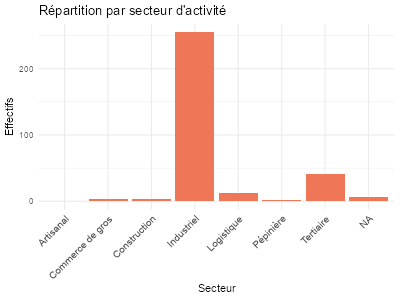 Répartition par secteur d'activité
Effectifs
200
100
0
Artisanal
Commerce de gros
Construction
Industriel
Logistique
Pépinière
Tertiaire
NA
Secteur